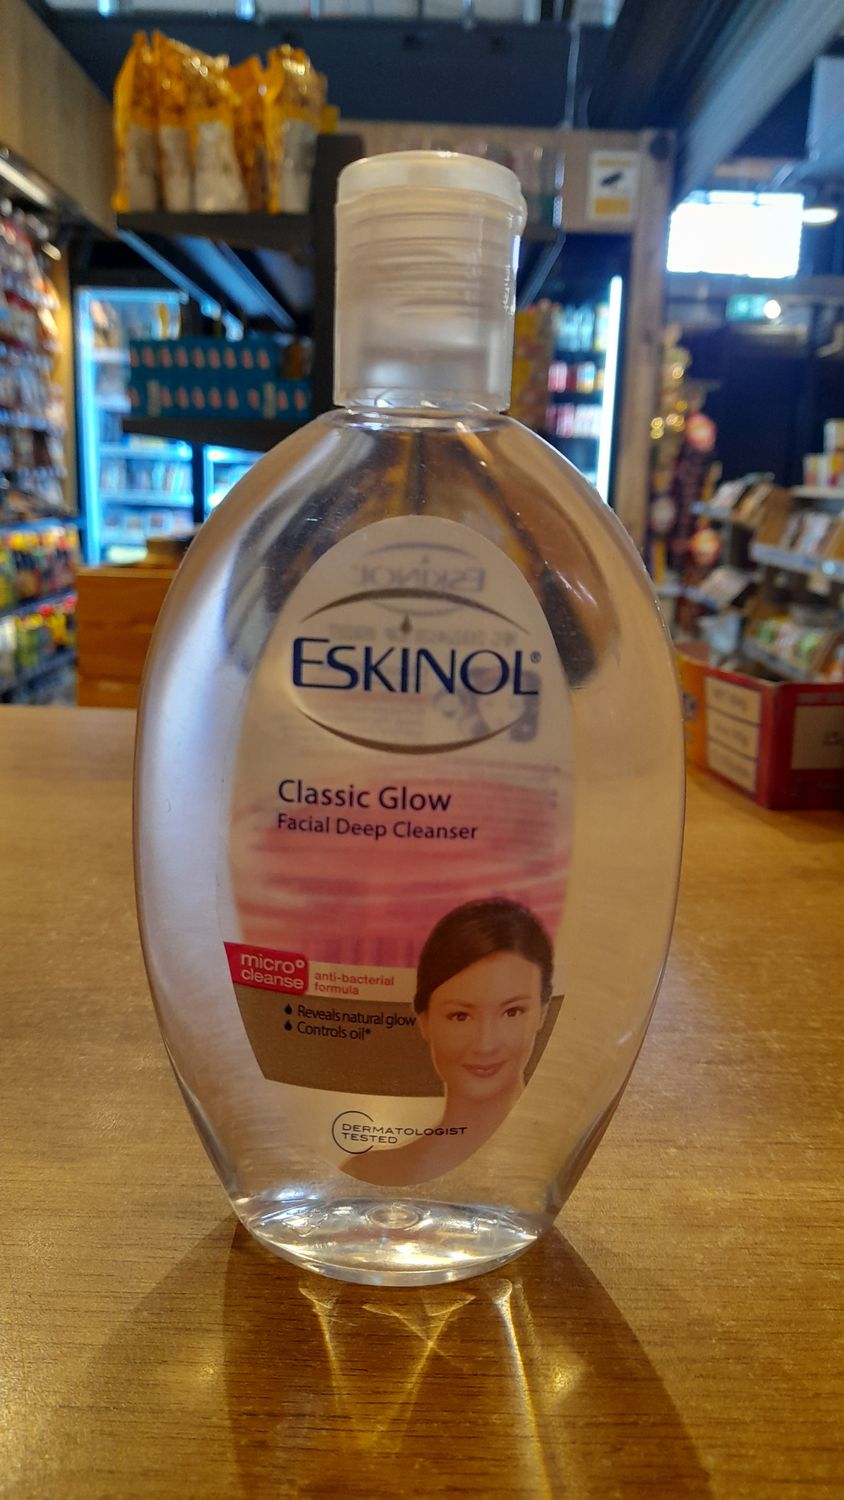 ESKINOL®
Classic Glow
Facial Deep Cleanser
micro°
cleanse
anti-bacterial
formula
Reveals natural glow
Controls oil*
DERMATOLOGIST
TESTED